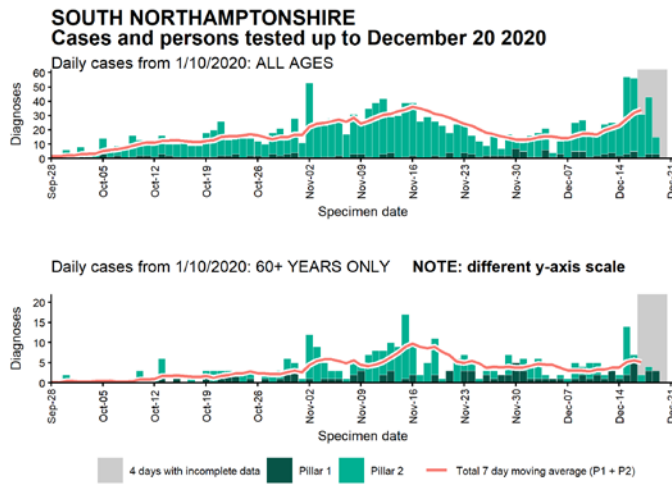 SOUTH NORTHAMPTONSHIRE
Cases and persons tested up to December 20 2020
Daily cases from 1/10/2020: ALL AGES
Diagnoses
60
50
40
30
20
10
0
Sep-28
Oct-05
Oct-12
Oct-19
Oct-26
Nov-02
Nov-09
Nov-16
Nov-23
Nov-30
Dec-07
Dec-14
Dec-21
Specimen date
Daily cases from 1/10/2020: 60+ YEARS ONLY NOTE: different y-axis scale
Diagnoses
20
15
10
5
0
Sep-28
Oct-05
Oct-12
Oct-19
Oct-26
Nov-02
Nov-09
Nov-16
Nov-23
Nov-30
Dec-07
Dec-14
Dec-21
Specimen date
4 days with incomplete data Pillar 1 Pillar 2 Total 7 day moving average (P1 + P2)